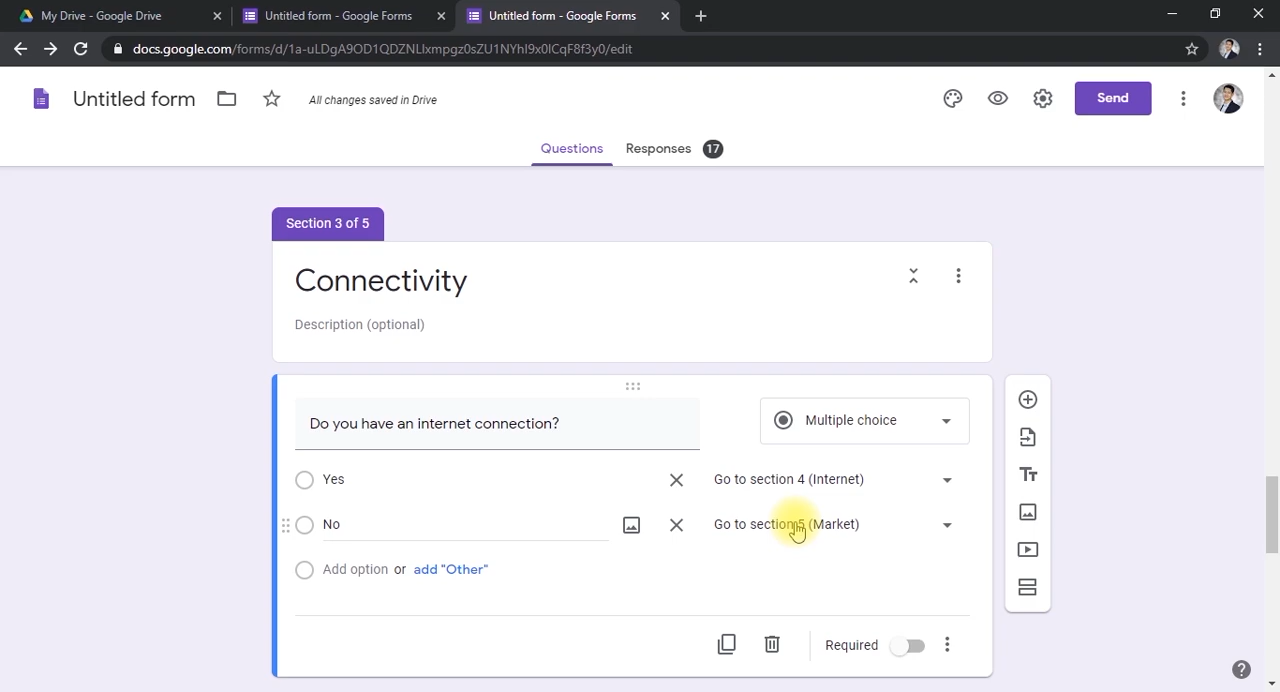 My Drive - Google Drive
Untitled form - Google Forms
Untitled form - Google Forms
docs.google.com/forms/d/1a-uLDgA9OD1QDZNLlxmpgz0sZU1NYhl9x0lCqF8f3y0/edit
Untitled form
All changes saved in Drive
Send
Questions
Responses 17
Section 3 of 5
Connectivity
Description (optional)
Do you have an internet connection?
Multiple choice
Yes
Go to section 4 (Internet)
No
Go to section 5 (Market)
Add option or add "Other"
Required